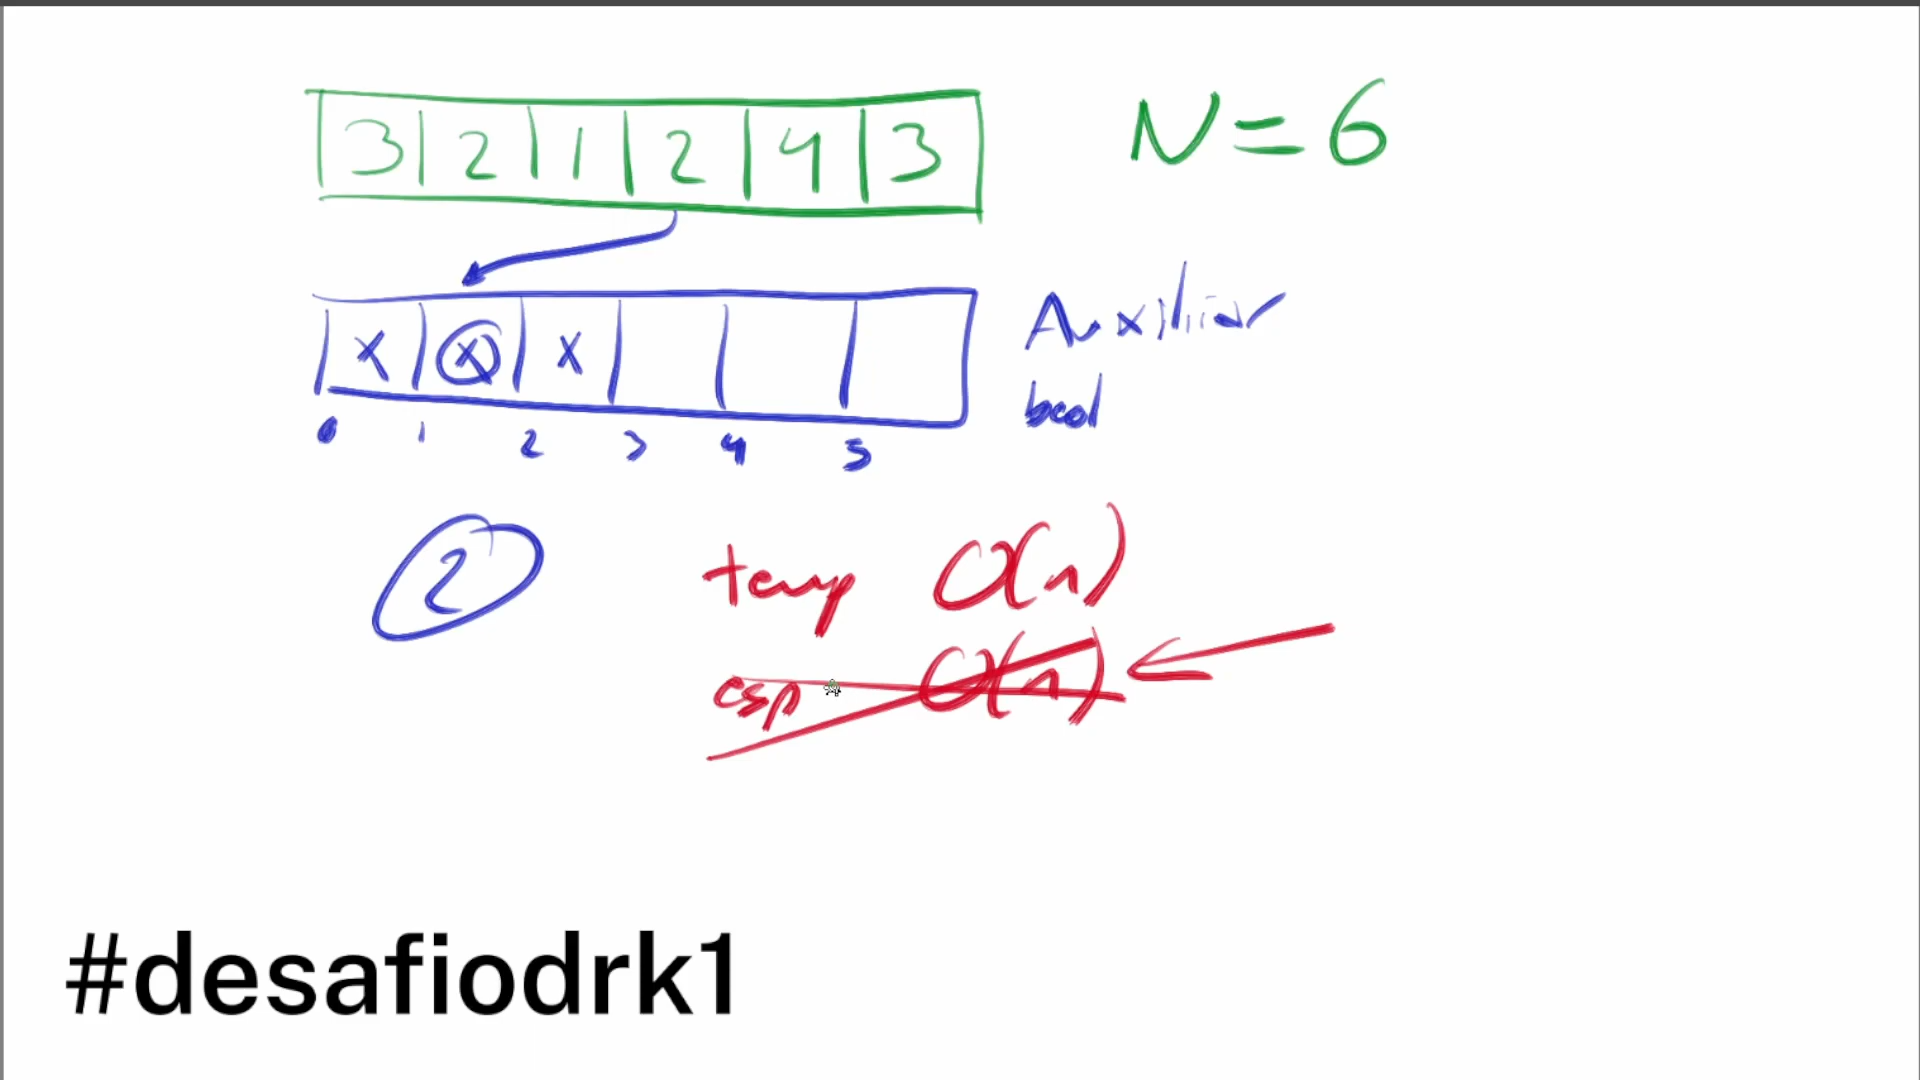 3 2 1 2 4 3 N=6
X X X Auxiliar
bool
0 1 2 3 4 5
2 temp O(n)
esp O(n)
#desafiodrk1